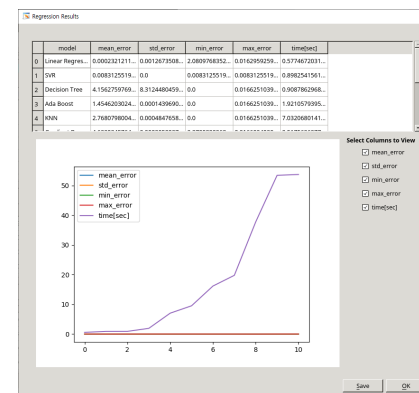 Regression Results
model mean_error std_error min_error max_error time[sec]
0 Linear Regres... 0.0002321211... 0.0012673508... 2.0809768352... 0.0162959259... 0.5774672031...
1 SVR 0.0083125519... 0.0 0.0083125519... 0.0083125519... 0.8982541561...
2 Decision Tree 4.1562759769... 8.3124480459... 0.0 0.0166251039... 0.9087862968...
3 Ada Boost 1.4546203024... 0.0001439690... 0.0 0.0166251039... 1.9210579395...
4 KNN 2.7680798004... 0.0004847658... 0.0 0.0166251039... 7.0320680141...
Select Columns to View
mean_error
std_error
min_error
max_error
time[sec]
mean_error
std_error
min_error
max_error
time[sec]
50
40
30
20
10
0
0 2 4 6 8 10
Save OK